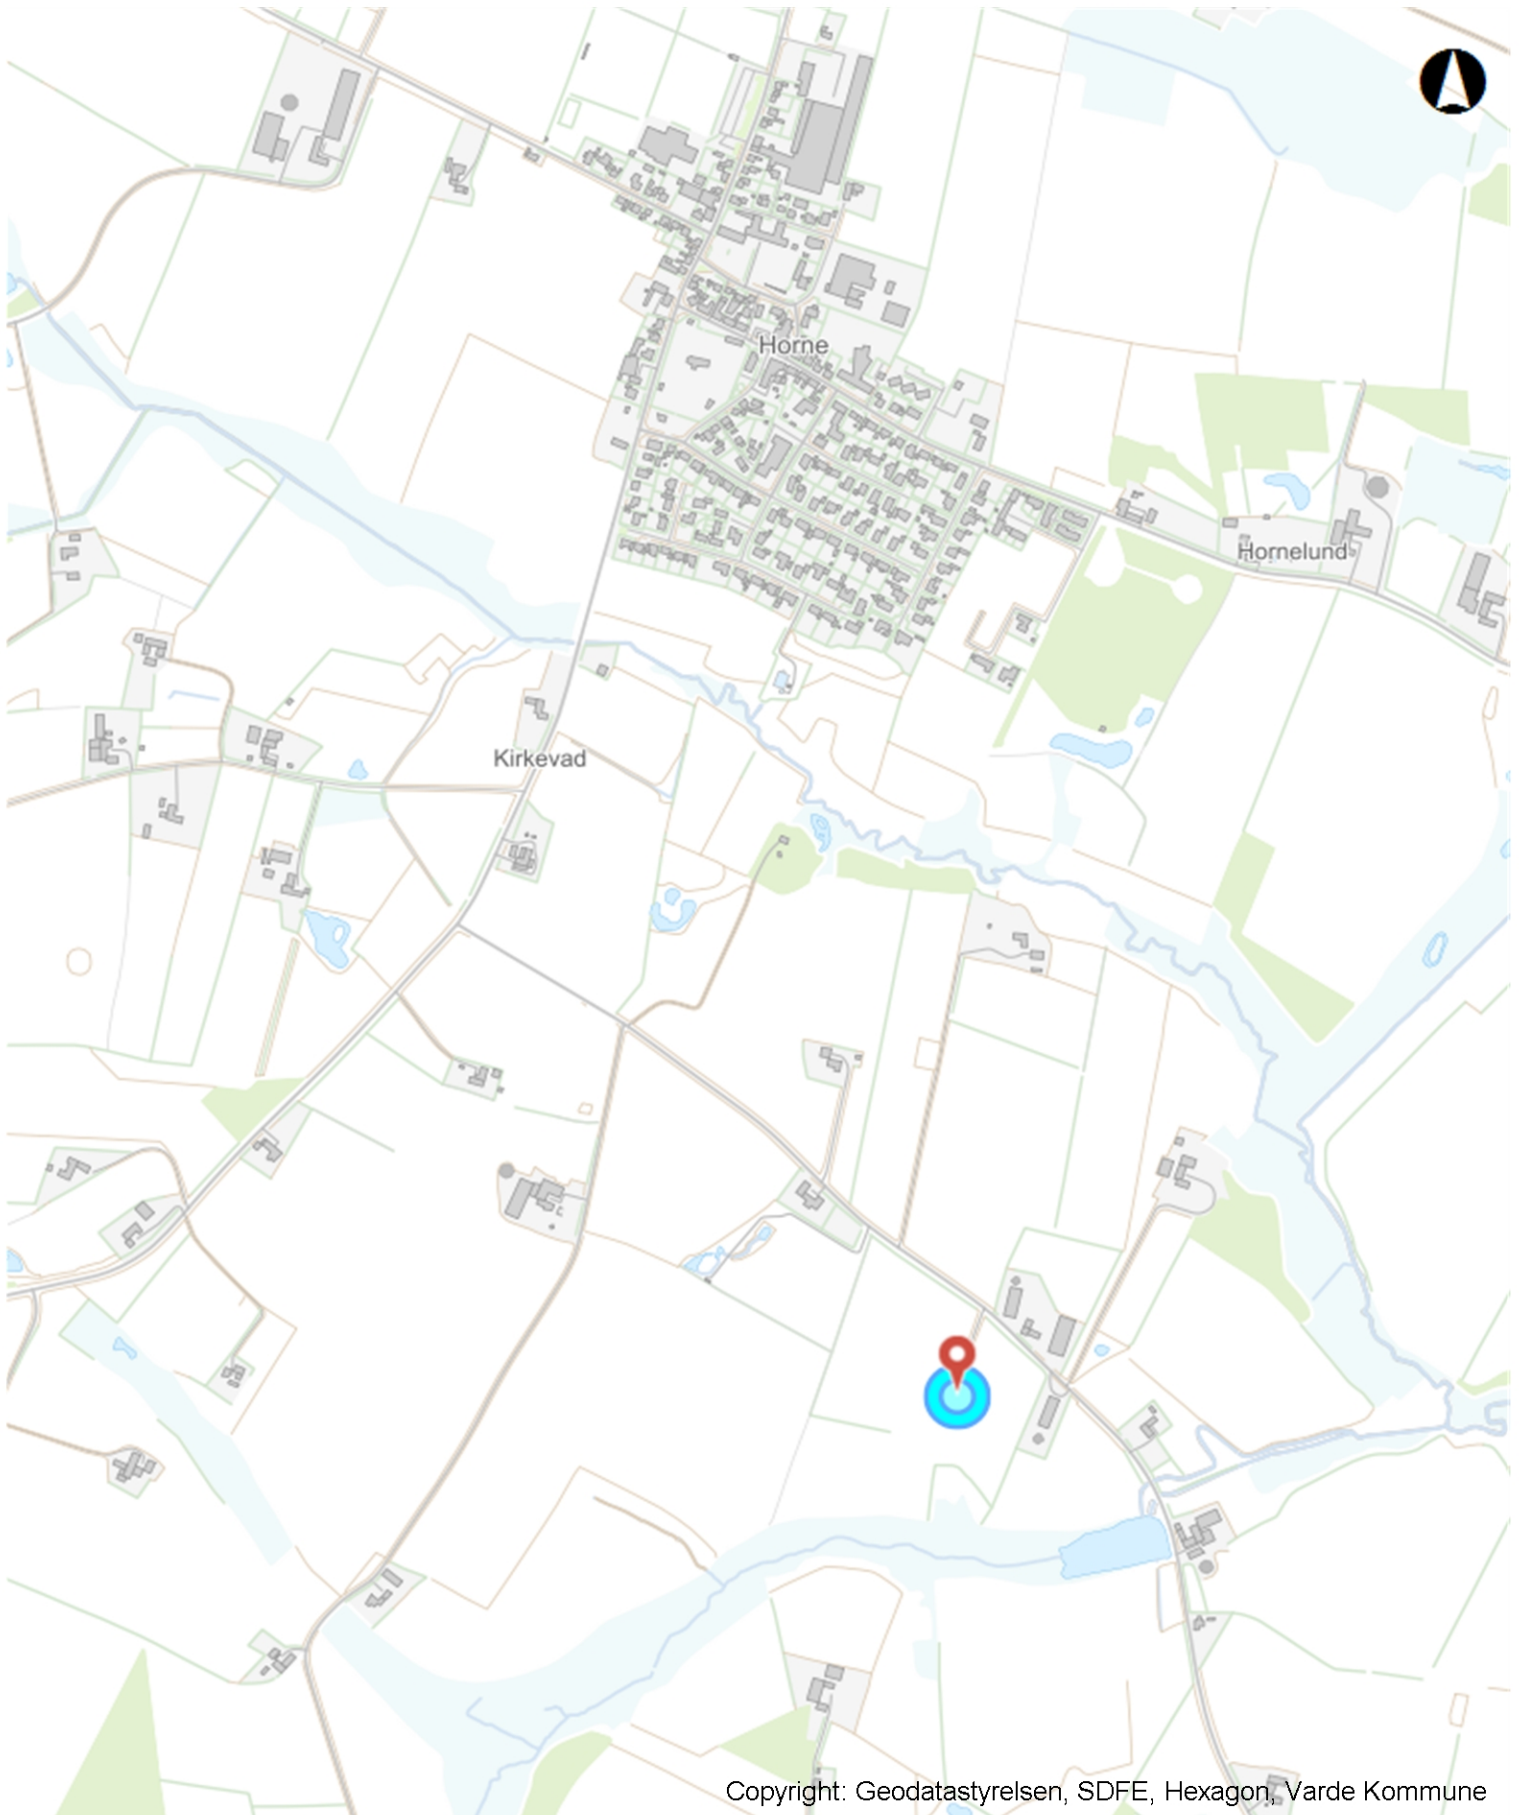 Horne
Hornelund
Kirkevad
Copyright: Geodatastyrelsen, SDFE, Hexagon, Varde Kommune